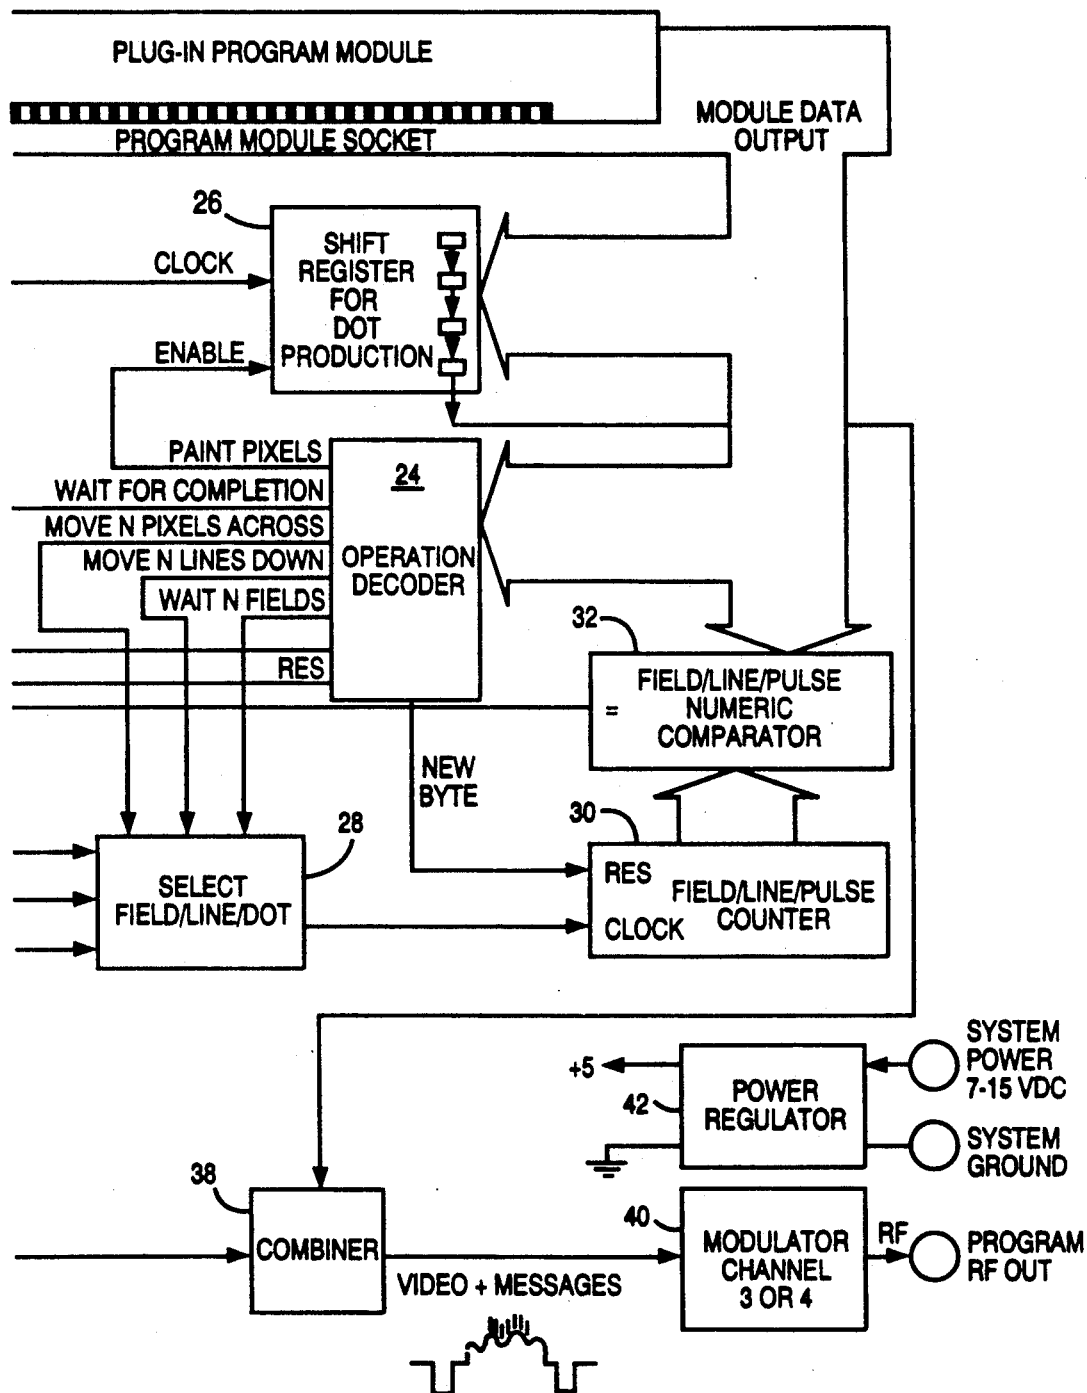 PLUG-IN PROGRAM MODULE
MODULE DATA
OUTPUT
PROGRAM MODULE SOCKET
26
SHIFT
REGISTER
FOR
DOT
PRODUCTION
CLOCK
ENABLE
PAINT PIXELS
WAIT FOR COMPLETION
MOVE N PIXELS ACROSS
MOVE N LINES DOWN
WAIT N FIELDS
RES
24
OPERATION
DECODER
32
FIELD/LINE/PULSE
NUMERIC
COMPARATOR
=
NEW
BYTE
30
RES
CLOCK
FIELD/LINE/PULSE
COUNTER
28
SELECT
FIELD/LINE/DOT
+5
42
POWER
REGULATOR
SYSTEM
POWER
7-15 VDC
SYSTEM
GROUND
38
COMBINER
VIDEO + MESSAGES
40
MODULATOR
CHANNEL
3 OR 4
RF
PROGRAM
RF OUT